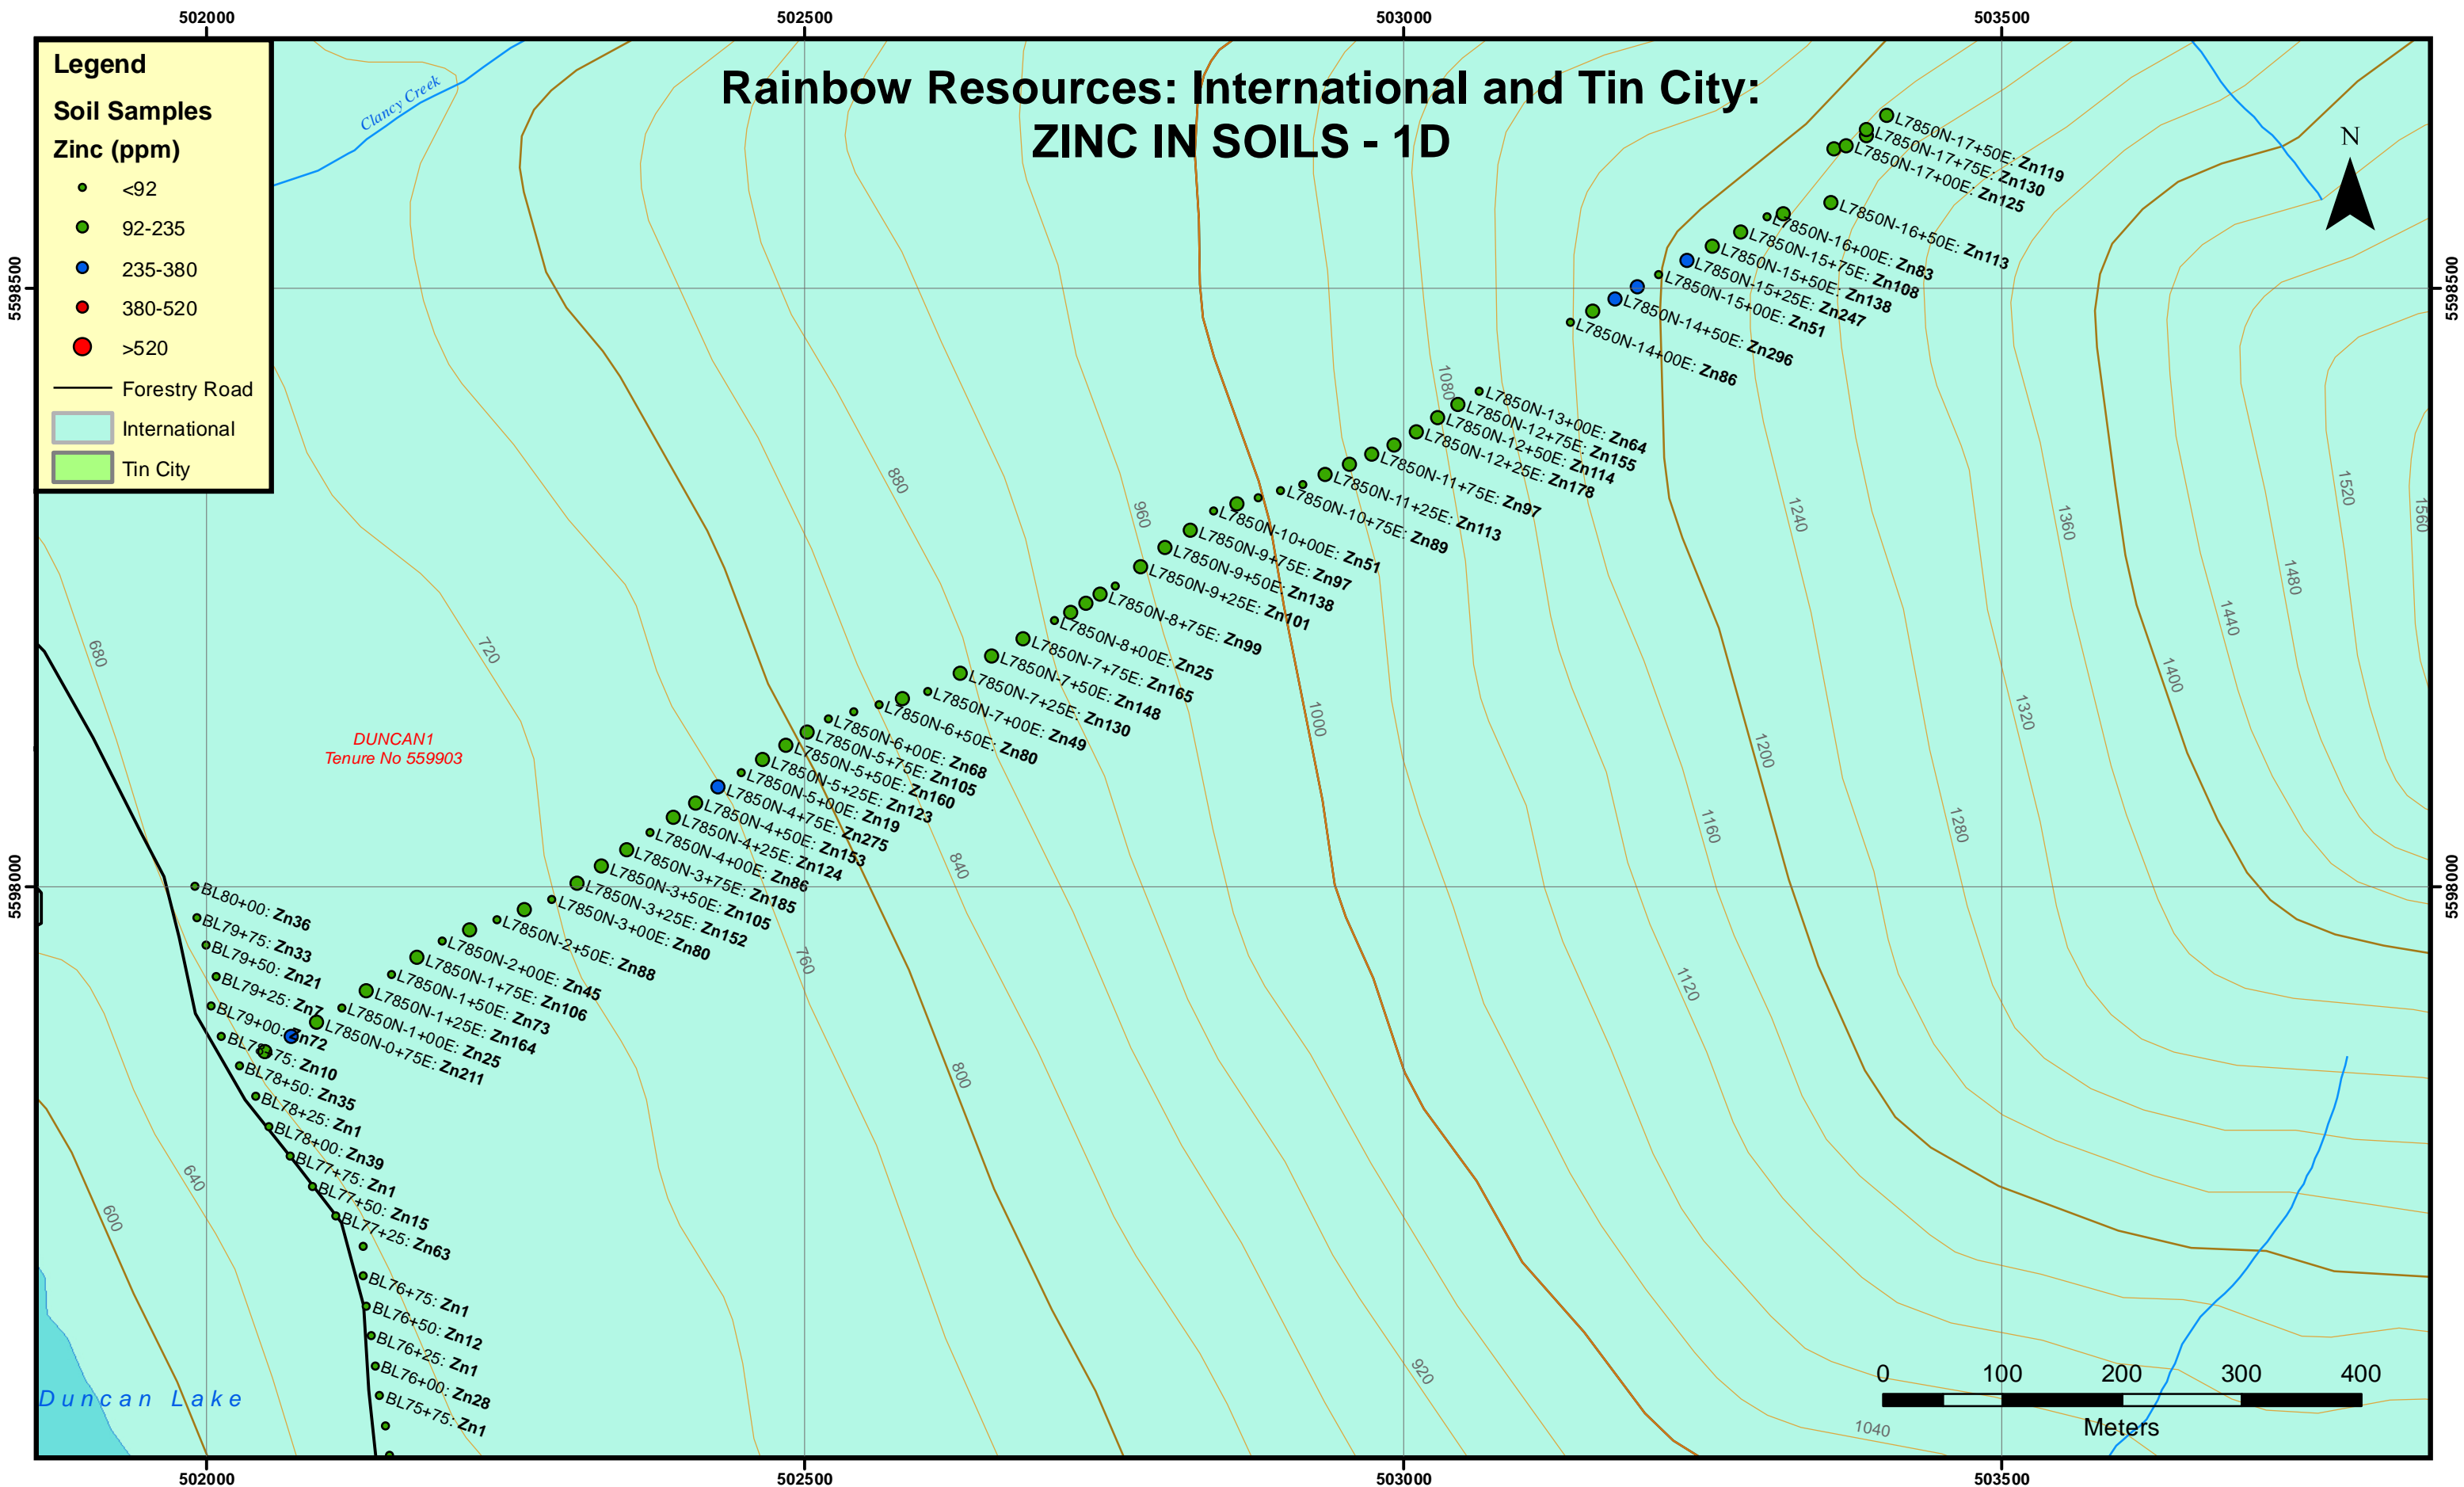 502000
502500
503000
503500
Legend
Soil Samples
Zinc (ppm)
<92
92-235
235-380
380-520
>520
Forestry Road
International
Tin City
Clancy Creek
Rainbow Resources: International and Tin City:
ZINC IN SOILS - 1D
N
5598500
5598500
L7850N-17+50E: Zn119
L7850N-17+75E: Zn130
L7850N-17+00E: Zn125
L7850N-16+50E: Zn113
L7850N-16+00E: Zn83
L7850N-15+75E: Zn108
L7850N-15+50E: Zn138
L7850N-15+25E: Zn247
L7850N-15+00E: Zn51
L7850N-14+50E: Zn296
L7850N-14+00E: Zn86
L7850N-13+00E: Zn64
L7850N-12+75E: Zn155
L7850N-12+50E: Zn114
L7850N-12+25E: Zn178
L7850N-11+75E: Zn97
L7850N-11+25E: Zn113
L7850N-10+75E: Zn89
L7850N-10+00E: Zn51
L7850N-9+75E: Zn97
L7850N-9+50E: Zn138
L7850N-9+25E: Zn101
L7850N-8+75E: Zn99
L7850N-8+00E: Zn25
L7850N-7+75E: Zn165
L7850N-7+50E: Zn148
L7850N-7+25E: Zn130
L7850N-7+00E: Zn49
L7850N-6+50E: Zn80
L7850N-6+00E: Zn68
L7850N-5+75E: Zn105
L7850N-5+50E: Zn160
L7850N-5+25E: Zn123
L7850N-5+00E: Zn19
L7850N-4+75E: Zn275
L7850N-4+50E: Zn153
L7850N-4+25E: Zn124
L7850N-4+00E: Zn86
L7850N-3+75E: Zn185
L7850N-3+50E: Zn105
L7850N-3+25E: Zn152
L7850N-3+00E: Zn80
L7850N-2+50E: Zn88
L7850N-2+00E: Zn45
L7850N-1+75E: Zn106
L7850N-1+50E: Zn73
L7850N-1+25E: Zn164
L7850N-1+00E: Zn25
L7850N-0+75E: Zn211
1080
880
960
1240
1360
1520
1560
1480
1440
1400
680
720
1000
1320
1200
1160
1280
840
760
1120
800
640
600
920
1040
DUNCAN1
Tenure No 559903
5598000
5598000
BL80+00: Zn36
BL79+75: Zn33
BL79+50: Zn21
BL79+25: Zn7
BL79+00: Zn72
BL78+75: Zn10
BL78+50: Zn35
BL78+25: Zn1
BL78+00: Zn39
BL77+75: Zn1
BL77+50: Zn15
BL77+25: Zn63
BL76+75: Zn1
BL76+50: Zn12
BL76+25: Zn1
BL76+00: Zn28
BL75+75: Zn1
Duncan Lake
0 100 200 300 400
Meters
502000
502500
503000
503500